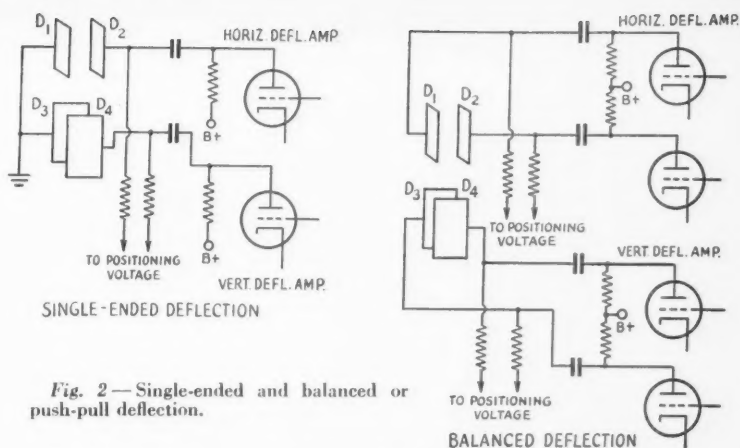 D1
D2
HORIZ. DEFL. AMP.
D3
D4
B+
TO POSITIONING
VOLTAGE
B+
VERT. DEFL. AMP.
SINGLE-ENDED DEFLECTION
HORIZ. DEFL. AMP.
B+
D1
D2
D3
D4
TO POSITIONING
VOLTAGE
VERT. DEFL. AMP.
B+
TO POSITIONING
VOLTAGE
BALANCED DEFLECTION
Fig. 2—Single-ended and balanced or
push-pull deflection.